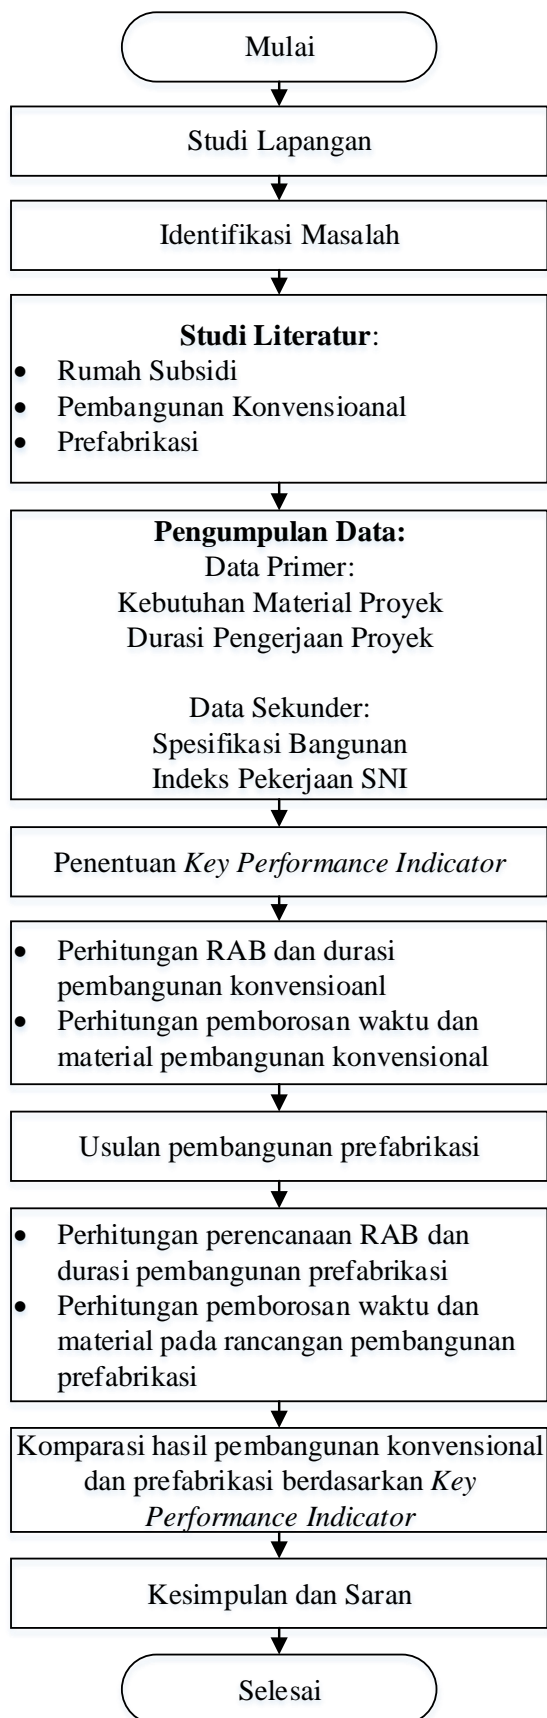 Mulai
Studi Lapangan
Identifikasi Masalah
Studi Literatur:
• Rumah Subsidi
• Pembangunan Konvensioanal
• Prefabrikasi
Pengumpulan Data:
Data Primer:
Kebutuhan Material Proyek
Durasi Pengerjaan Proyek
Data Sekunder:
Spesifikasi Bangunan
Indeks Pekerjaan SNI
Penentuan Key Performance Indicator
• Perhitungan RAB dan durasi
pembangunan konvensioanl
• Perhitungan pemborosan waktu dan
material pembangunan konvensional
Usulan pembangunan prefabrikasi
• Perhitungan perencanaan RAB dan
durasi pembangunan prefabrikasi
• Perhitungan pemborosan waktu dan
material pada rancangan pembangunan
prefabrikasi
Komparasi hasil pembangunan konvensional
dan prefabrikasi berdasarkan Key
Performance Indicator
Kesimpulan dan Saran
Selesai